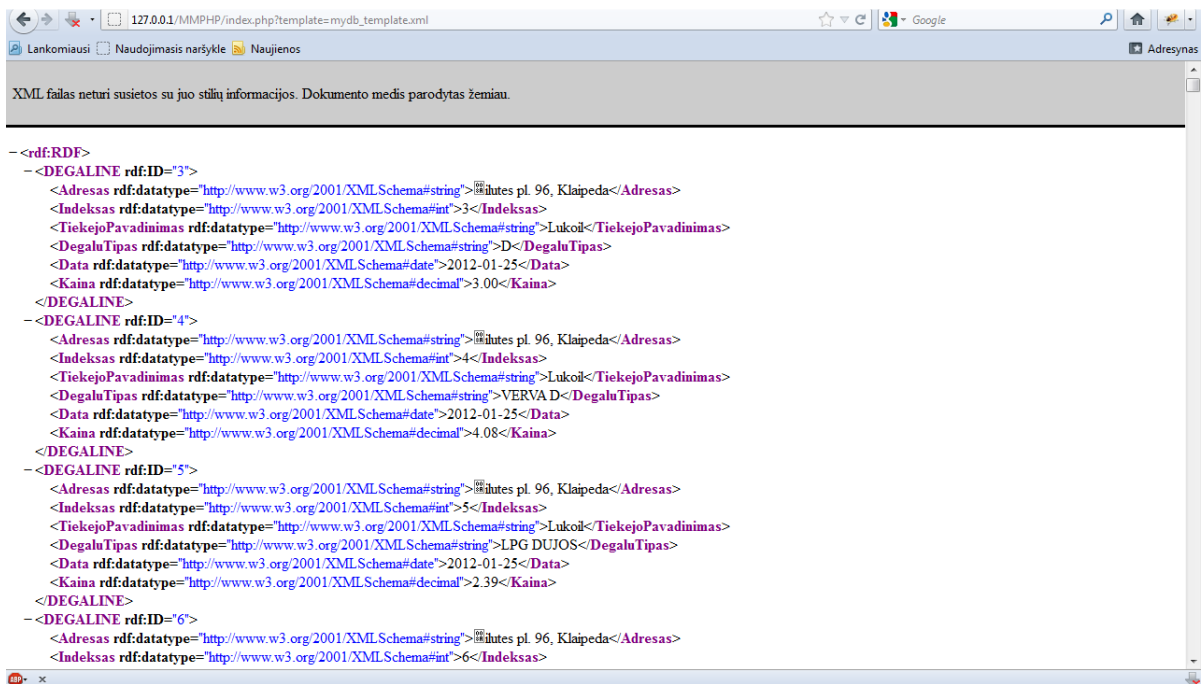 127.0.0.1/MMPHP/index.php?template=mydb_template.xml
Google
Lankomiausi Naudojimasis naršykle Naujienos
Adresynas
XML failas neturi susietos su juo stilių informacijos. Dokumento medis parodytas žemiau.
−<rdf:RDF>
−<DEGALINE rdf:ID="3">
<Adresas rdf:datatype="http://www.w3.org/2001/XMLSchema#string">ilutes pl. 96, Klaipeda</Adresas>
<Indeksas rdf:datatype="http://www.w3.org/2001/XMLSchema#int">3</Indeksas>
<TiekejoPavadinimas rdf:datatype="http://www.w3.org/2001/XMLSchema#string">Lukoil</TiekejoPavadinimas>
<DegaluTipas rdf:datatype="http://www.w3.org/2001/XMLSchema#string">D</DegaluTipas>
<Data rdf:datatype="http://www.w3.org/2001/XMLSchema#date">2012-01-25</Data>
<Kaina rdf:datatype="http://www.w3.org/2001/XMLSchema#decimal">3.00</Kaina>
</DEGALINE>
−<DEGALINE rdf:ID="4">
<Adresas rdf:datatype="http://www.w3.org/2001/XMLSchema#string">ilutes pl. 96, Klaipeda</Adresas>
<Indeksas rdf:datatype="http://www.w3.org/2001/XMLSchema#int">4</Indeksas>
<TiekejoPavadinimas rdf:datatype="http://www.w3.org/2001/XMLSchema#string">Lukoil</TiekejoPavadinimas>
<DegaluTipas rdf:datatype="http://www.w3.org/2001/XMLSchema#string">VERVA D</DegaluTipas>
<Data rdf:datatype="http://www.w3.org/2001/XMLSchema#date">2012-01-25</Data>
<Kaina rdf:datatype="http://www.w3.org/2001/XMLSchema#decimal">4.08</Kaina>
</DEGALINE>
−<DEGALINE rdf:ID="5">
<Adresas rdf:datatype="http://www.w3.org/2001/XMLSchema#string">ilutes pl. 96, Klaipeda</Adresas>
<Indeksas rdf:datatype="http://www.w3.org/2001/XMLSchema#int">5</Indeksas>
<TiekejoPavadinimas rdf:datatype="http://www.w3.org/2001/XMLSchema#string">Lukoil</TiekejoPavadinimas>
<DegaluTipas rdf:datatype="http://www.w3.org/2001/XMLSchema#string">LPG DUJOS</DegaluTipas>
<Data rdf:datatype="http://www.w3.org/2001/XMLSchema#date">2012-01-25</Data>
<Kaina rdf:datatype="http://www.w3.org/2001/XMLSchema#decimal">2.39</Kaina>
</DEGALINE>
−<DEGALINE rdf:ID="6">
<Adresas rdf:datatype="http://www.w3.org/2001/XMLSchema#string">ilutes pl. 96, Klaipeda</Adresas>
<Indeksas rdf:datatype="http://www.w3.org/2001/XMLSchema#int">6</Indeksas>
ABP